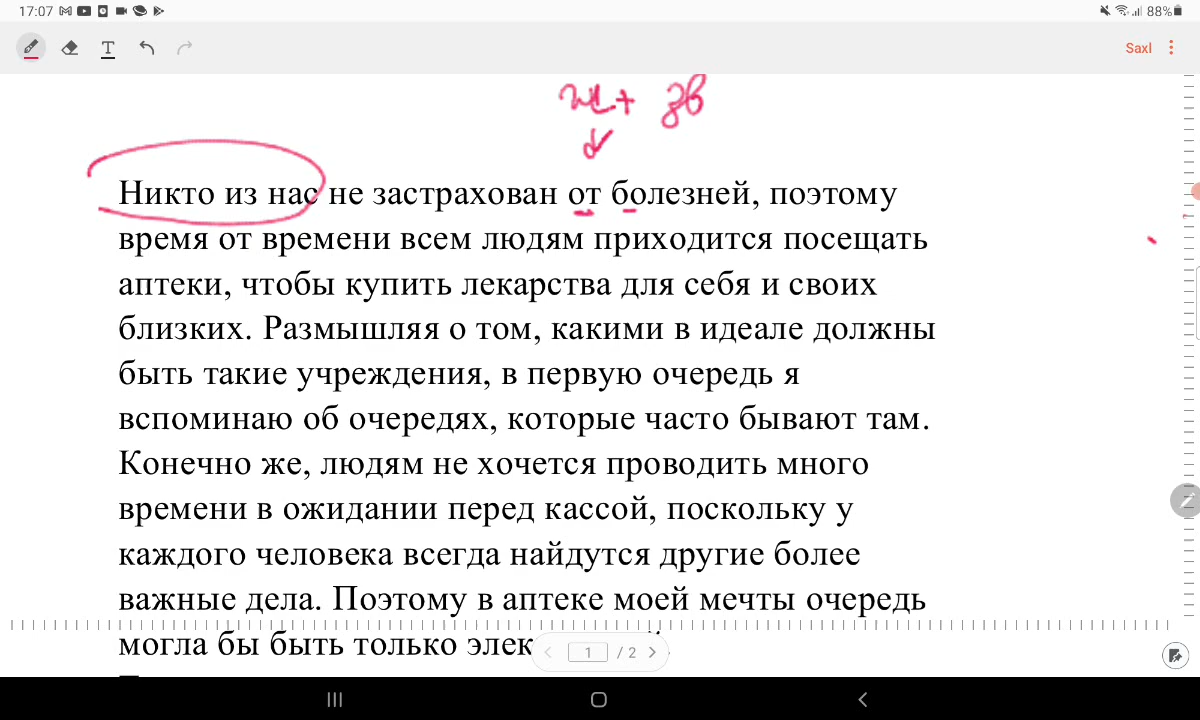 17:07 88%
T Saxl
зв
Никто из нас не застрахован от болезней, поэтому
время от времени всем людям приходится посещать
аптеки, чтобы купить лекарства для себя и своих
близких. Размышляя о том, какими в идеале должны
быть такие учреждения, в первую очередь я
вспоминаю об очередях, которые часто бывают там.
Конечно же, людям не хочется проводить много
времени в ожидании перед кассой, поскольку у
каждого человека всегда найдутся другие более
важные дела. Поэтому в аптеке моей мечты очередь
могла бы быть только
1 / 2